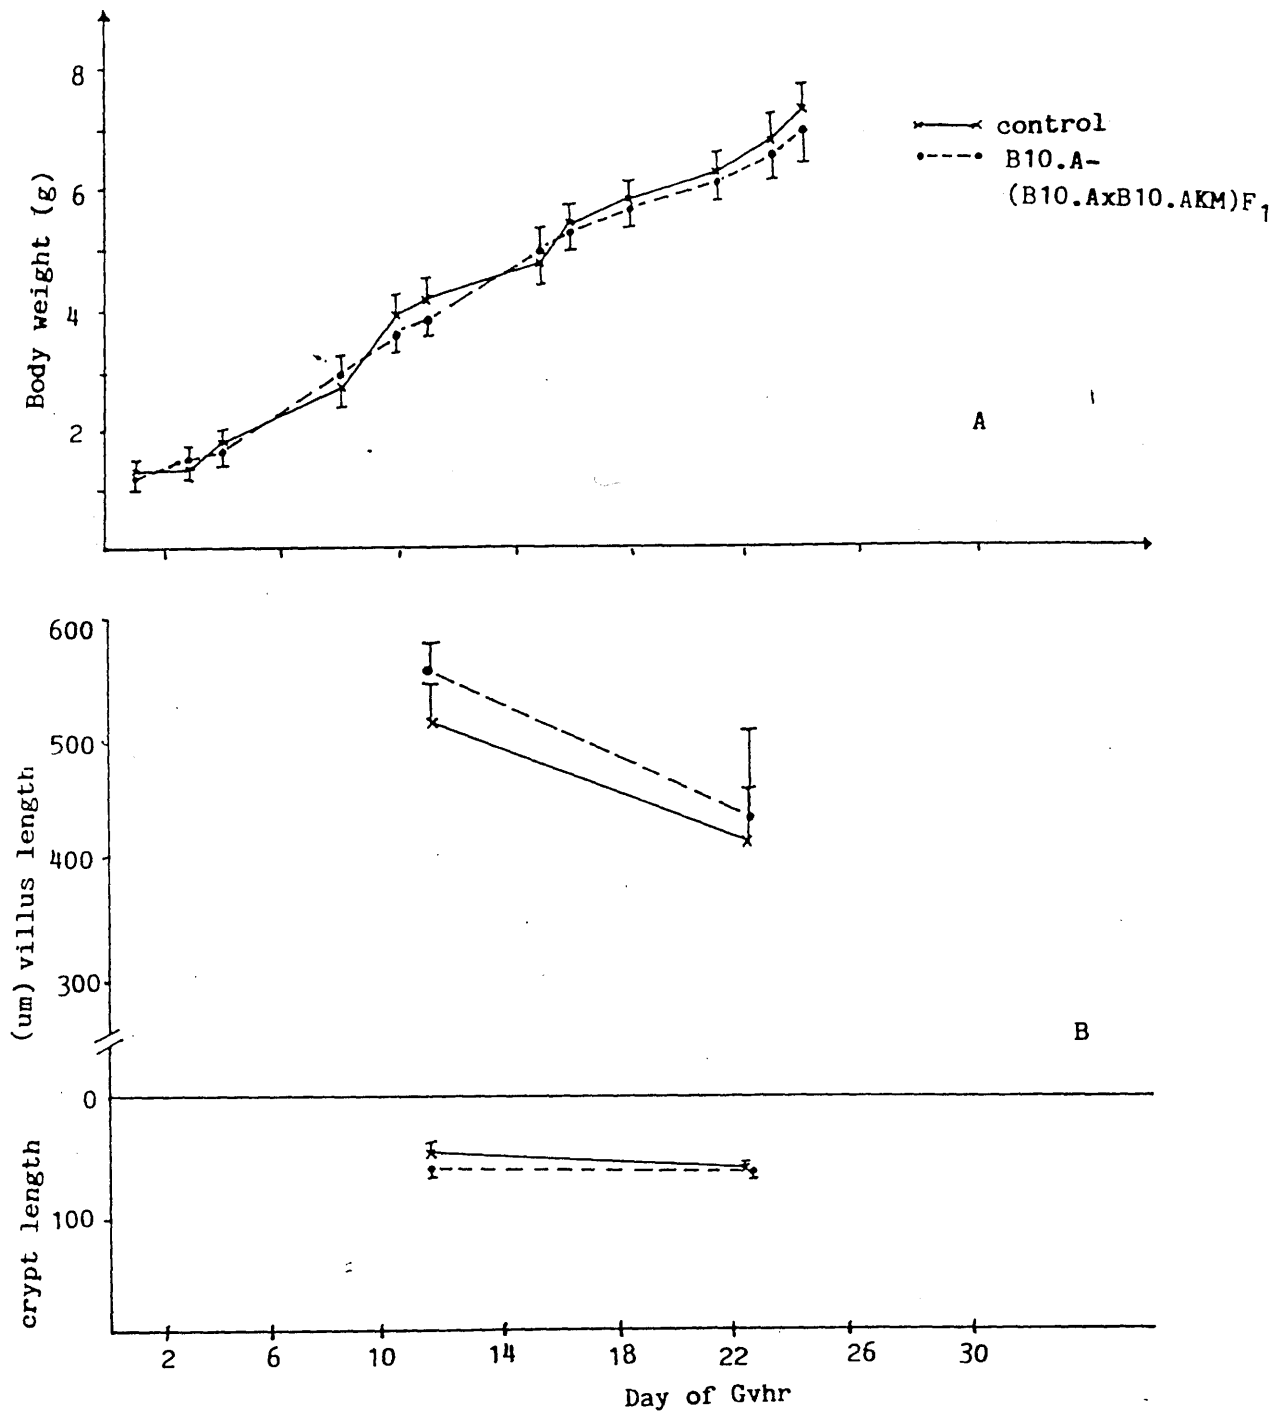 8
6
4
2
Body weight (g)
control
B10.A-
(B10.AxB10.AKM)F1
A
600
500
400
300
(um) villus length
B
0
100
crypt length
2 6 10 14 18 22 26 30
Day of Gvhr